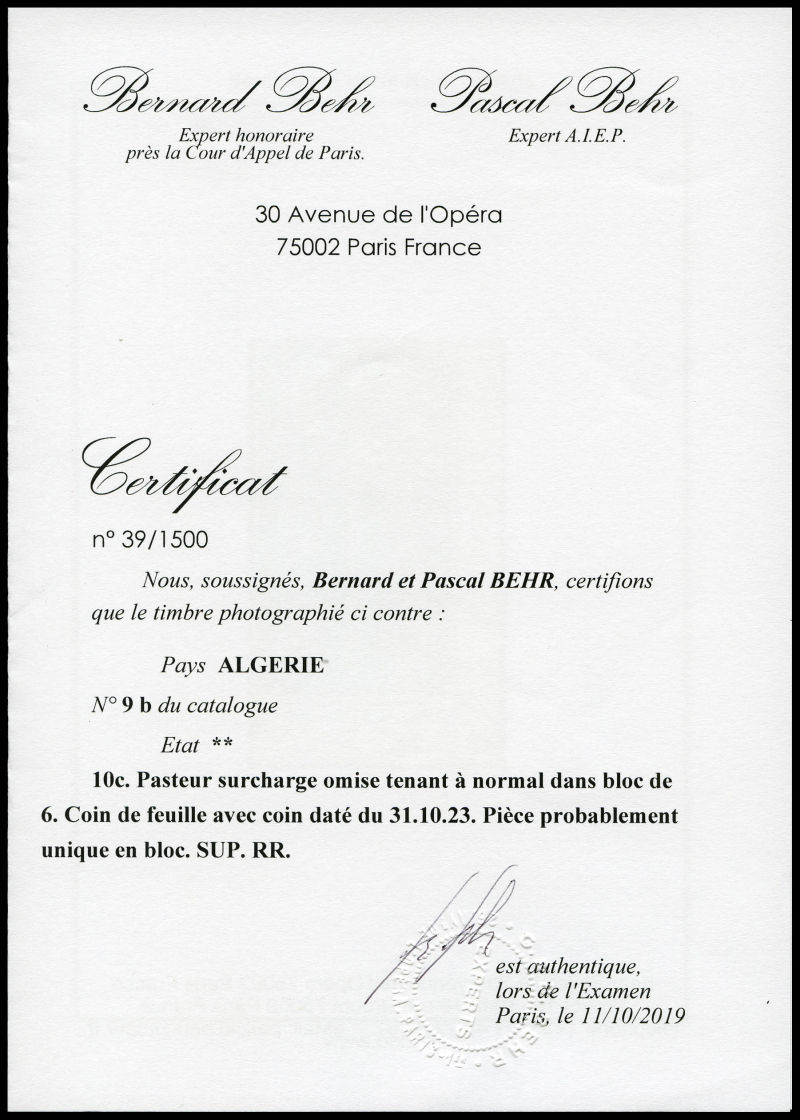 Bernard Behr
Expert honoraire
près la Cour d'Appel de Paris.
Pascal Behr
Expert A.I.E.P.
30 Avenue de l'Opéra
75002 Paris France
Certificat
n° 39/1500
Nous, soussignés, Bernard et Pascal BEHR, certifions
que le timbre photographié ci contre :
Pays ALGERIE
N° 9 b du catalogue
Etat **
10c. Pasteur surcharge omise tenant à normal dans bloc de
6. Coin de feuille avec coin daté du 31.10.23. Pièce probablement
unique en bloc. SUP. RR.
est authentique,
lors de l'Examen
Paris, le 11/10/2019
EXPERTS